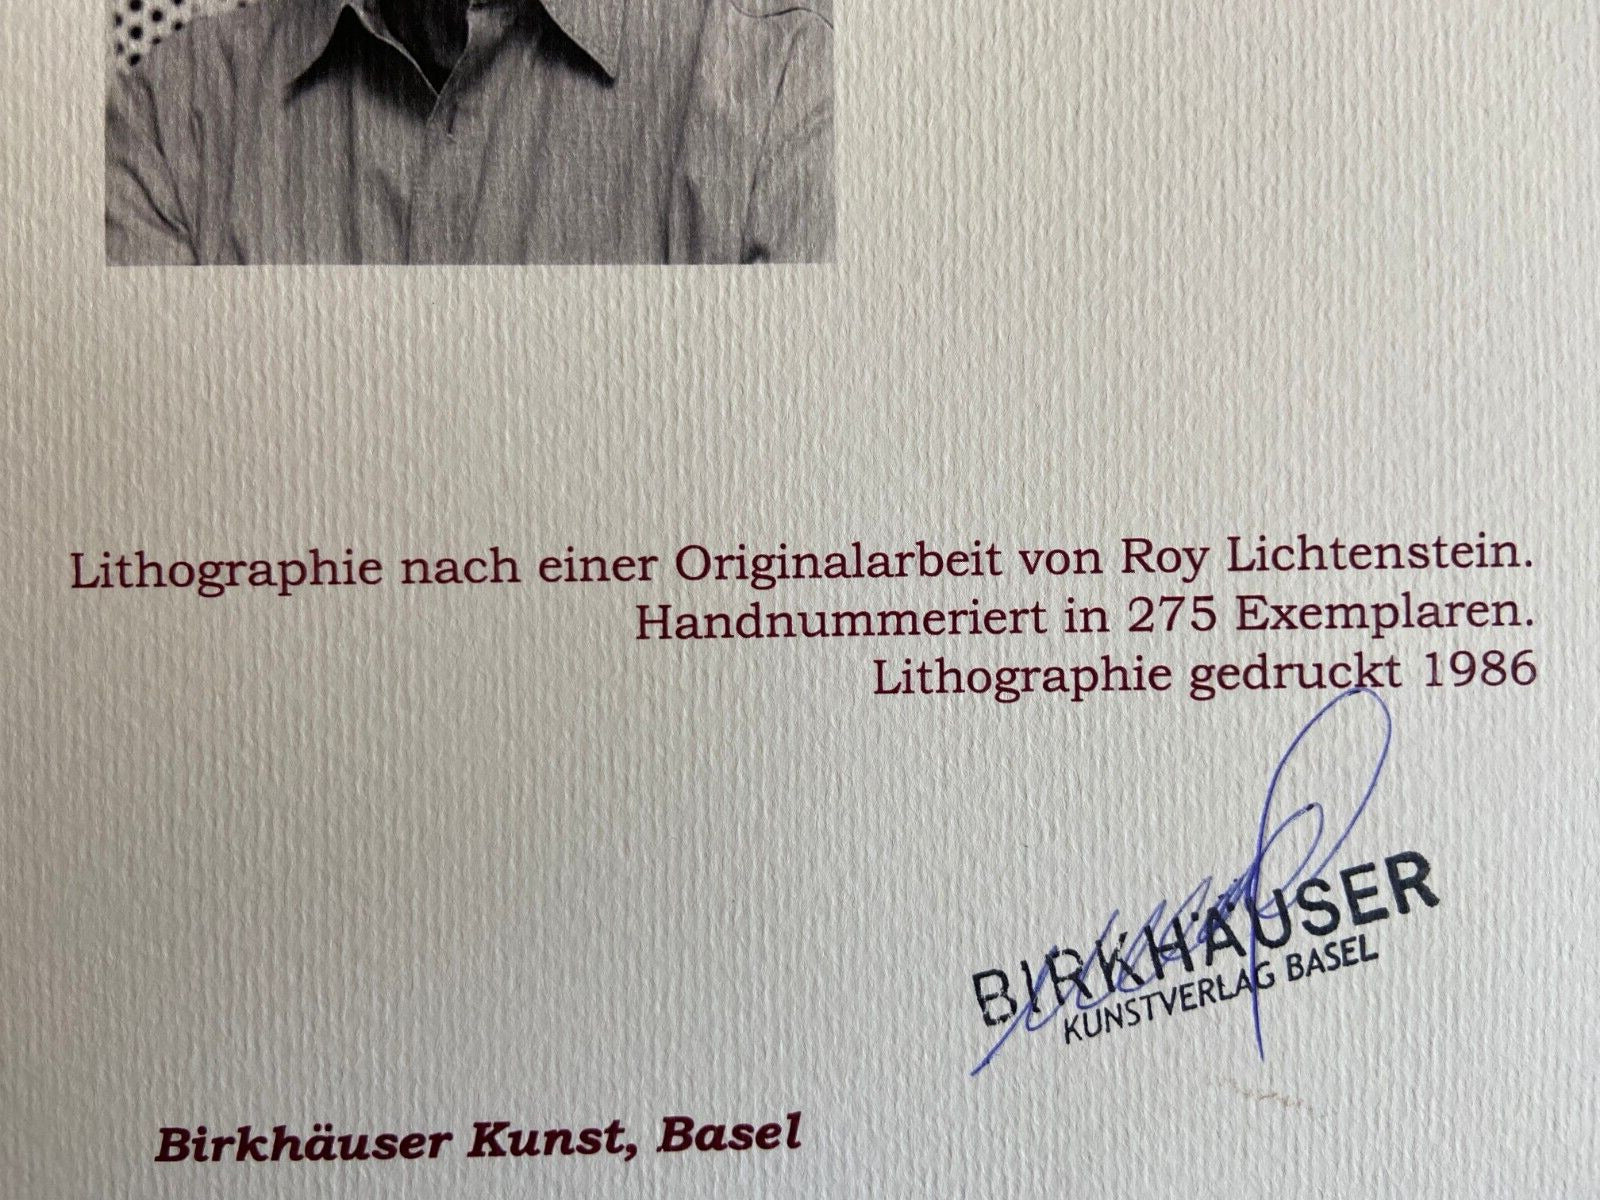 Lithographie nach einer Originalarbeit von Roy Lichtenstein.
Handnummeriert in 275 Exemplaren.
Lithographie gedruckt 1986
BIRKHÄUSER
KUNSTVERLAG BASEL
Birkhäuser Kunst, Basel